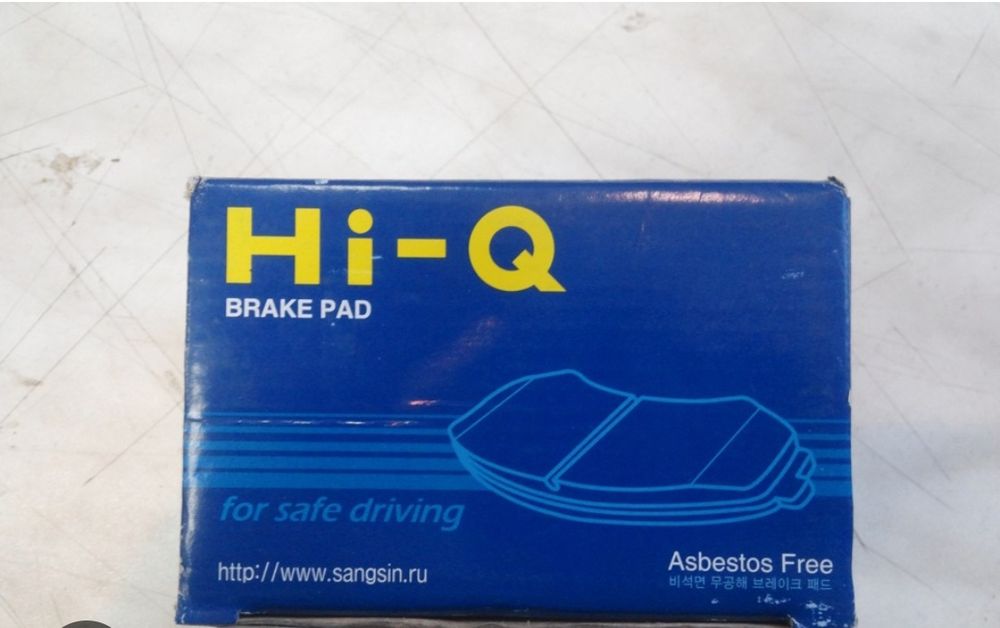 Hi-Q
BRAKE PAD
for safe driving
http://www.sangsin.ru
Asbestos Free
비석면 무공해 브레이크 패드